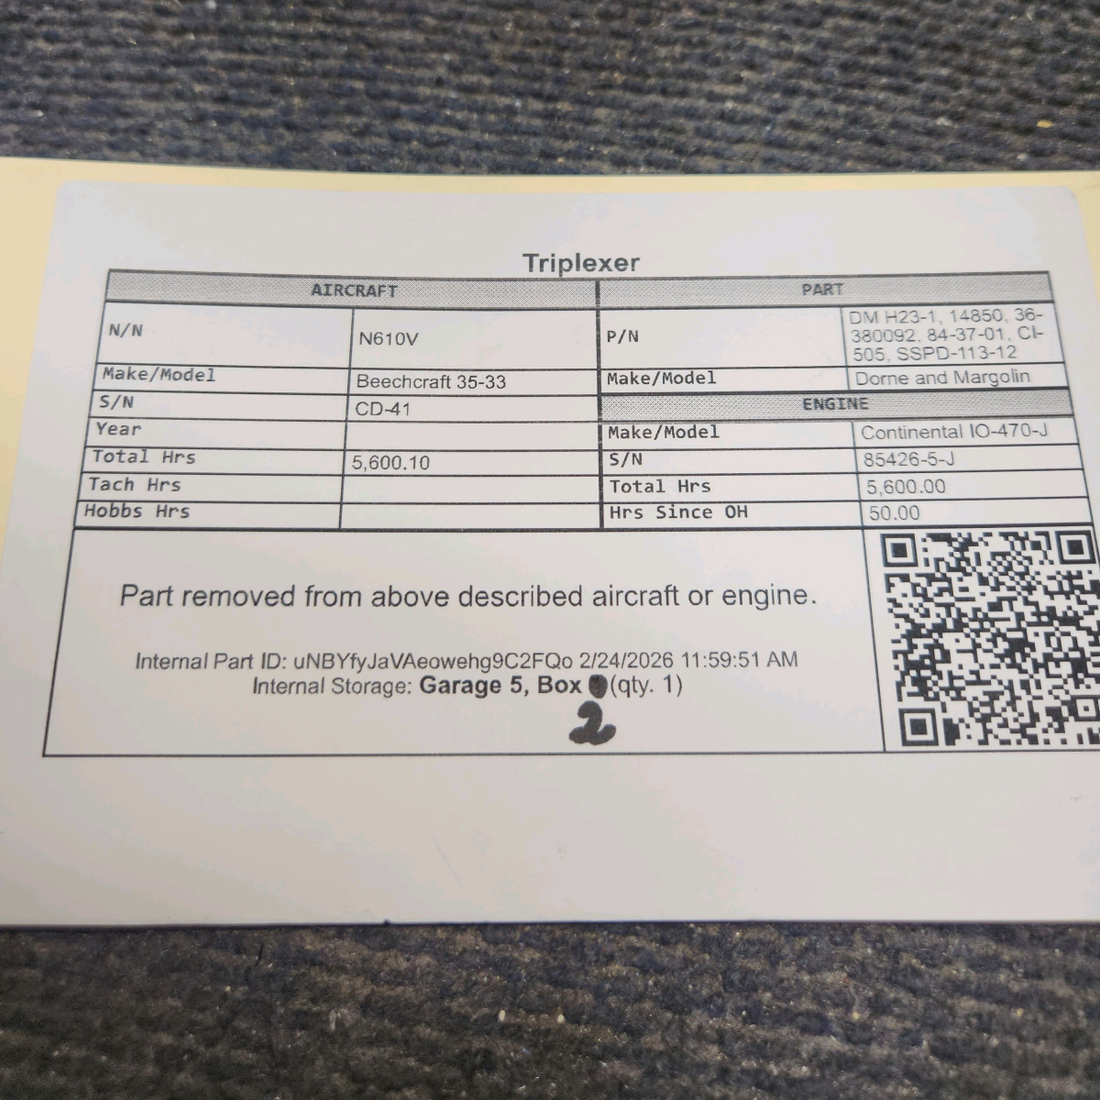 Triplexer
AIRCRAFT PART
N/N N610V P/N DM H23-1, 14850, 36-
380092, 84-37-01, CI-
505, SSPD-113-12
Make/Model Beechcraft 35-33 Make/Model Dorne and Margolin
S/N CD-41 ENGINE
Year Make/Model Continental IO-470-J
Total Hrs 5,600.10 S/N 85426-5-J
Tach Hrs Total Hrs 5,600.00
Hobbs Hrs Hrs Since OH 50.00
Part removed from above described aircraft or engine.
Internal Part ID: uNBYfyJaVAeowehg9C2FQo 2/24/2026 11:59:51 AM
Internal Storage: Garage 5, Box (qty. 1)
2